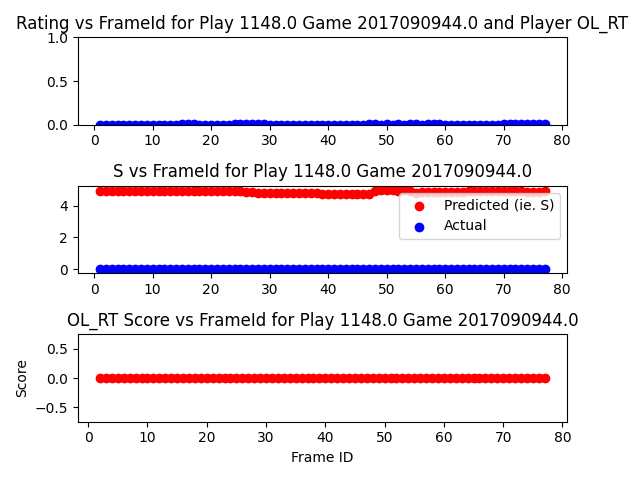 Rating vs FrameId for Play 1148.0 Game 2017090944.0 and Player OL_RT
1.0
0.5
0.0
0 10 20 30 40 50 60 70 80
S vs FrameId for Play 1148.0 Game 2017090944.0
4
2
0
Predicted (ie. S)
Actual
0 10 20 30 40 50 60 70 80
OL_RT Score vs FrameId for Play 1148.0 Game 2017090944.0
Score
0.5
0.0
−0.5
0 10 20 30 40 50 60 70 80
Frame ID